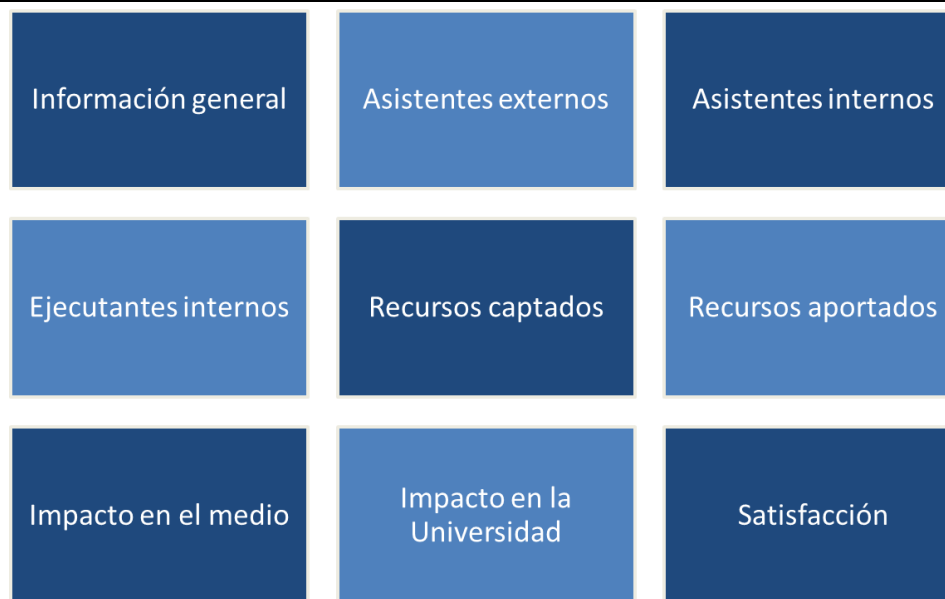 Información general
Asistentes externos
Asistentes internos
Ejecutantes internos
Recursos captados
Recursos aportados
Impacto en el medio
Impacto en la
Universidad
Satisfacción